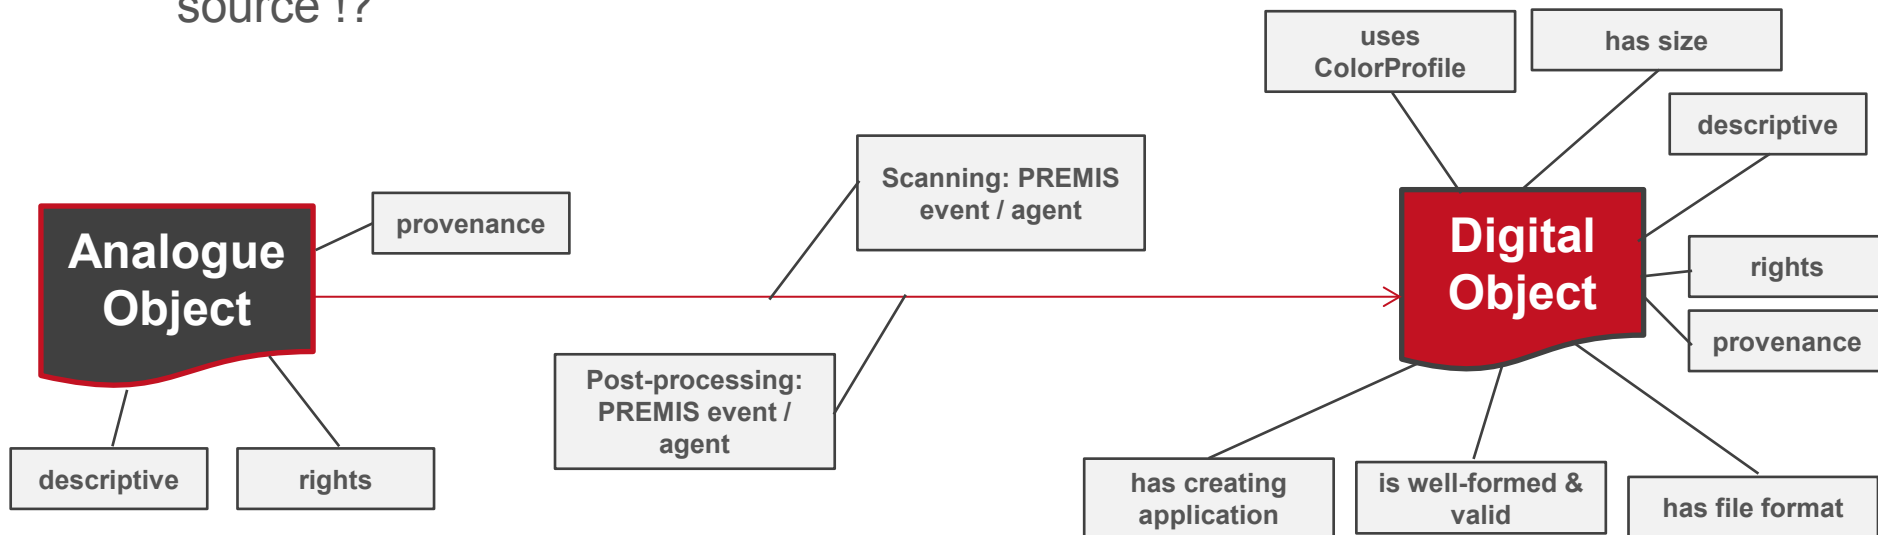 source !?
uses
ColorProfile
has size
descriptive
Scanning: PREMIS
event / agent
provenance
Analogue
Object
Digital
Object
rights
provenance
Post-processing:
PREMIS event /
agent
descriptive
rights
has creating
application
is well-formed &
valid
has file format